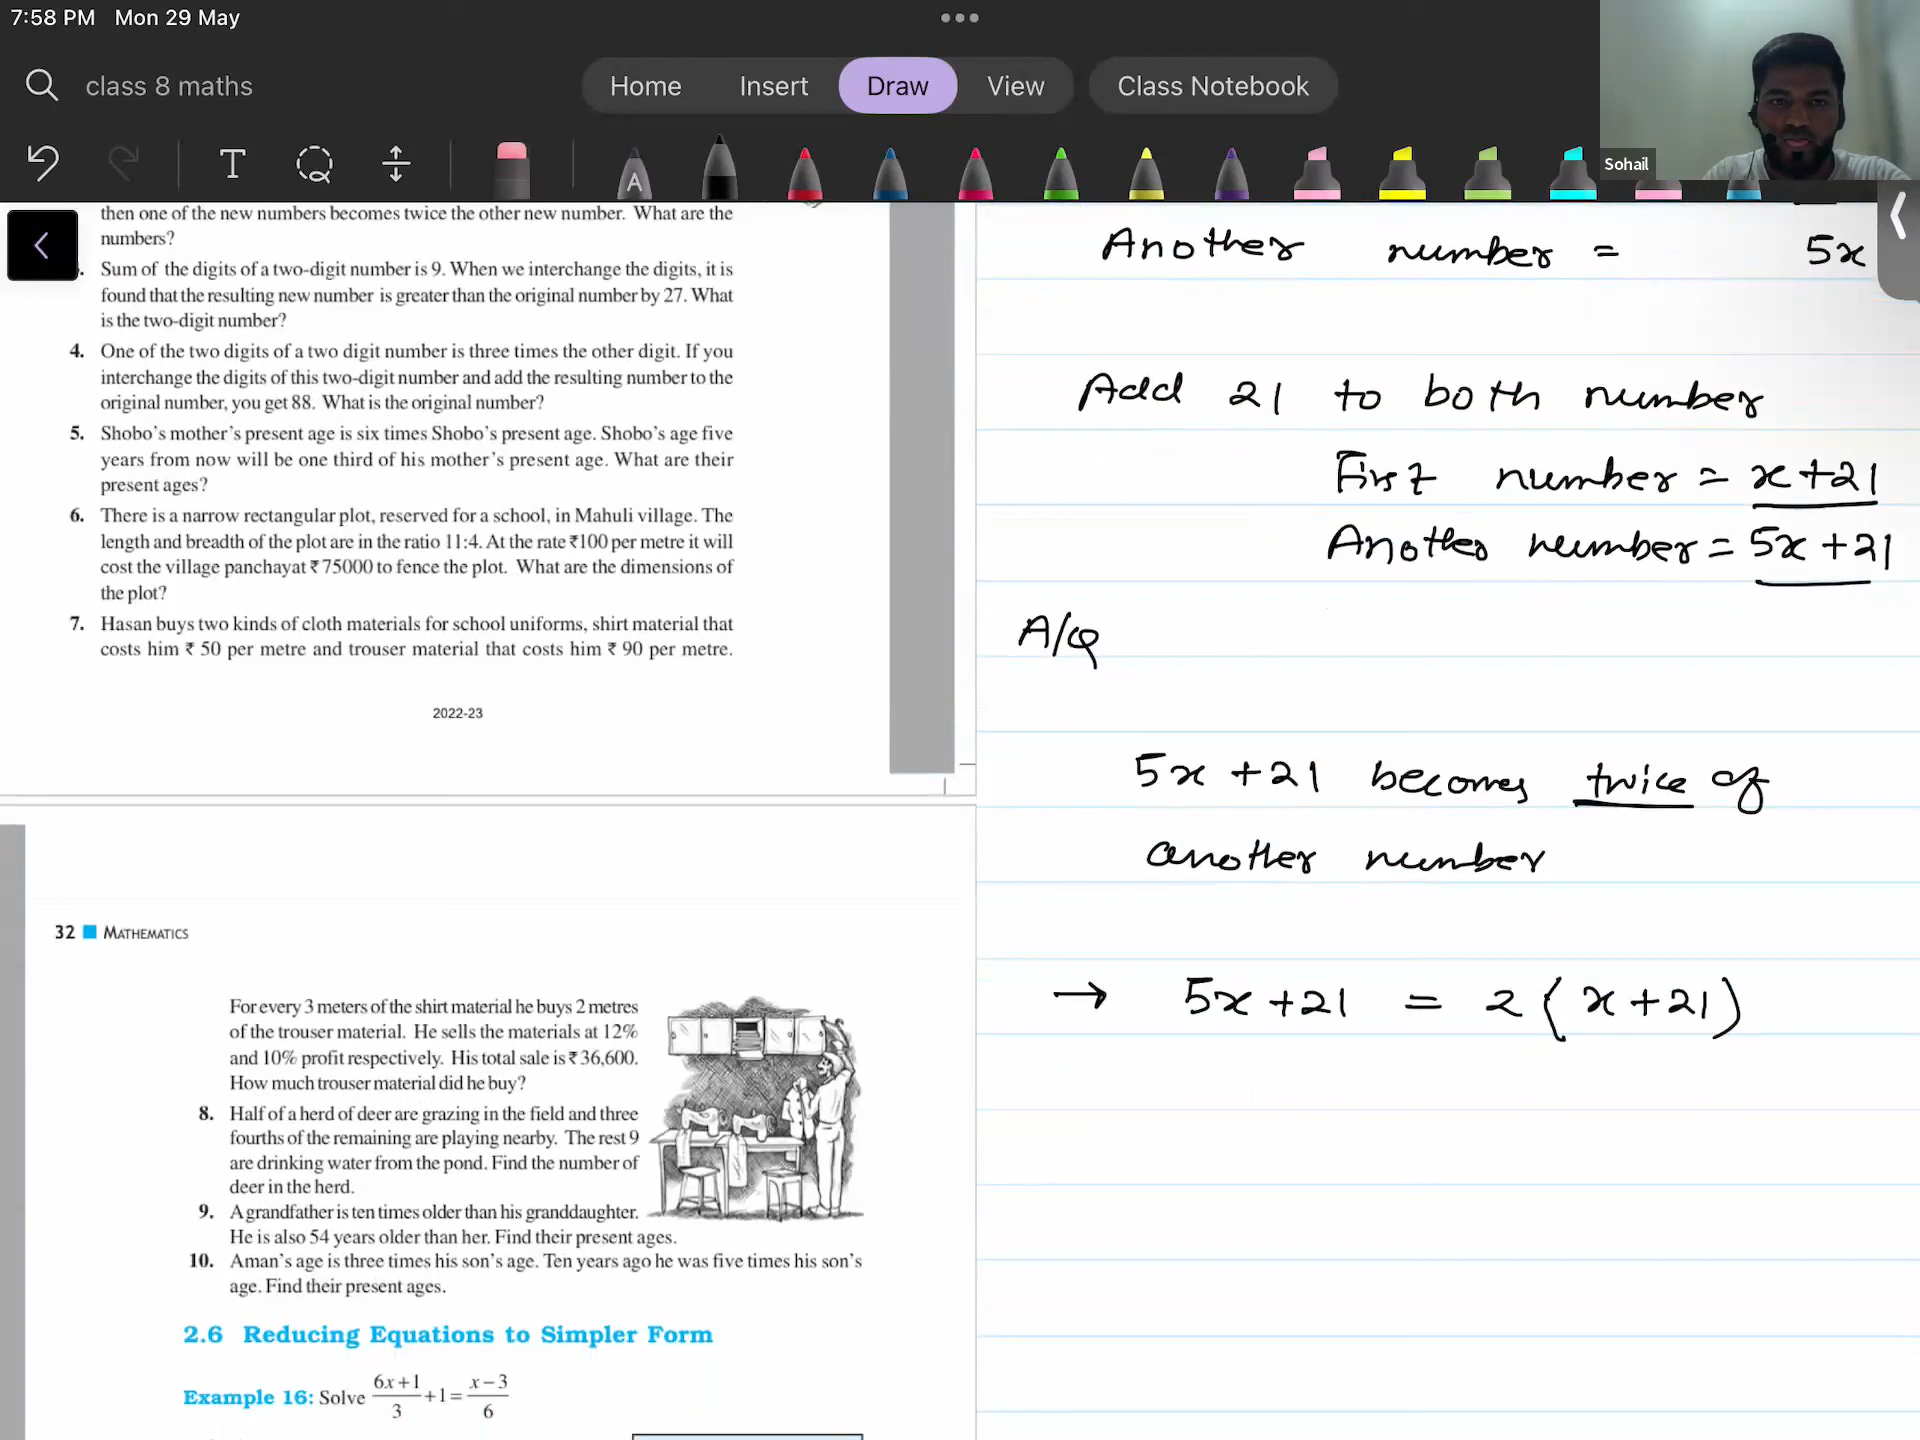 7:58 PM Mon 29 May
class 8 maths
Home Insert Draw View Class Notebook
A
Sohail
then one of the new numbers becomes twice the other new number. What are the
numbers?
Sum of the digits of a two-digit number is 9. When we interchange the digits, it is
found that the resulting new number is greater than the original number by 27. What
is the two-digit number?
4. One of the two digits of a two digit number is three times the other digit. If you
interchange the digits of this two-digit number and add the resulting number to the
original number, you get 88. What is the original number?
5. Shobo's mother's present age is six times Shobo's present age. Shobo's age five
years from now will be one third of his mother's present age. What are their
present ages?
6. There is a narrow rectangular plot, reserved for a school, in Mahuli village. The
length and breadth of the plot are in the ratio 11:4. At the rate ₹100 per metre it will
cost the village panchayat ₹75000 to fence the plot. What are the dimensions of
the plot?
7. Hasan buys two kinds of cloth materials for school uniforms, shirt material that
costs him ₹ 50 per metre and trouser material that costs him ₹ 90 per metre.
2022-23
32 MATHEMATICS
For every 3 meters of the shirt material he buys 2 metres
of the trouser material. He sells the materials at 12%
and 10% profit respectively. His total sale is ₹ 36,600.
How much trouser material did he buy?
8. Half of a herd of deer are grazing in the field and three
fourths of the remaining are playing nearby. The rest 9
are drinking water from the pond. Find the number of
deer in the herd.
9. A grandfather is ten times older than his granddaughter.
He is also 54 years older than her. Find their present ages.
10. Aman's age is three times his son's age. Ten years ago he was five times his son's
age. Find their present ages.
2.6 Reducing Equations to Simpler Form
Example 16: Solve (6x+1)/3 + 1 = (x−3)/6
Another number = 5x
Add 21 to both number
First number = x+21
Another number = 5x+21
A/Q
5x+21 becomes twice of
another number
→ 5x+21 = 2(x+21)